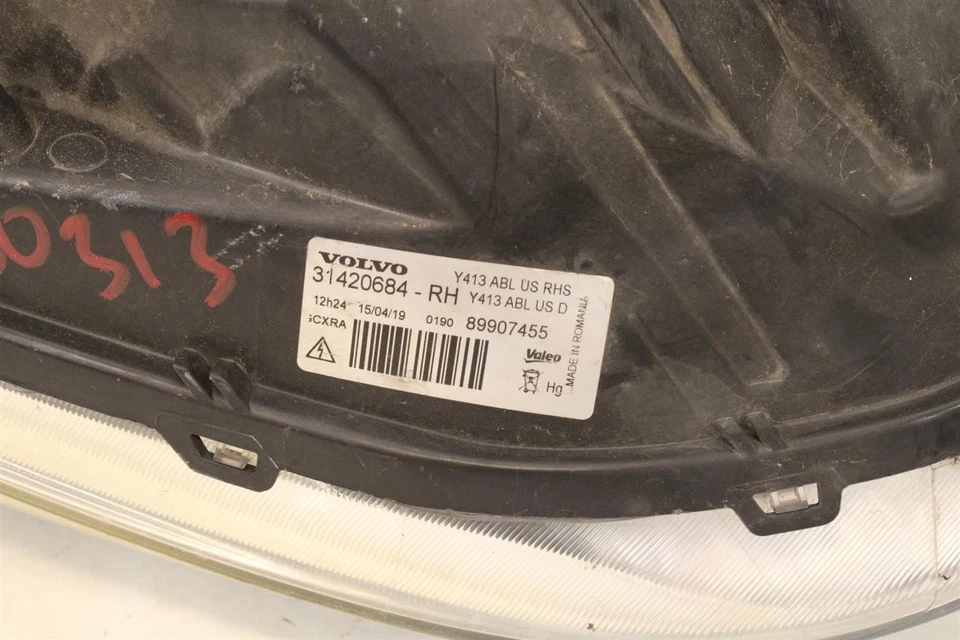 0313
VOLVO
31420684 - RH
Y413 ABL US RHS
Y413 ABL US D
12h24 15/04/19 0190 89907455
Valeo
Hg
MADE IN ROMANIA